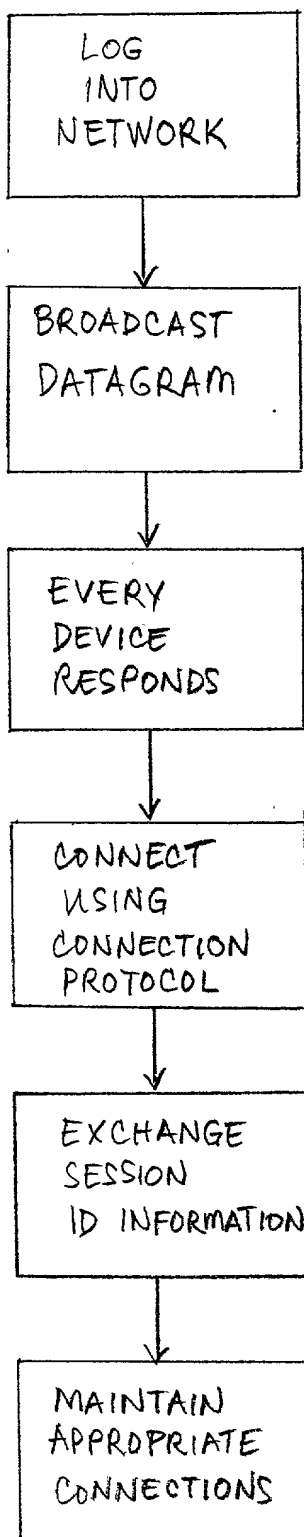 LOG
INTO
NETWORK
BROADCAST
DATAGRAM
EVERY
DEVICE
RESPONDS
CONNECT
USING
CONNECTION
PROTOCOL
EXCHANGE
SESSION
ID INFORMATION
MAINTAIN
APPROPRIATE
CONNECTIONS